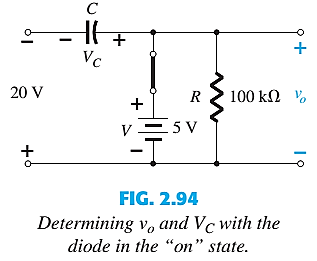 C
− − +
V_C
20 V
+
V
+
−
5 V
R
100 kΩ
+
v_o
−
+
FIG. 2.94
Determining v_o and V_C with the
diode in the “on” state.